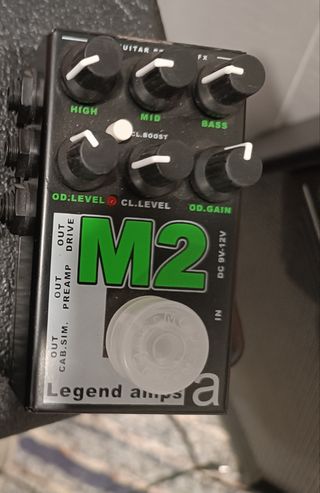 HIGH
MID
BASS
CL.BOOST
OD.LEVEL
CL.LEVEL
OD.GAIN
OUT
DRIVE
OUT
PREAMP
OUT
CAB.SIM.
M2
DC 9V-12V
IN
Legend amps
a